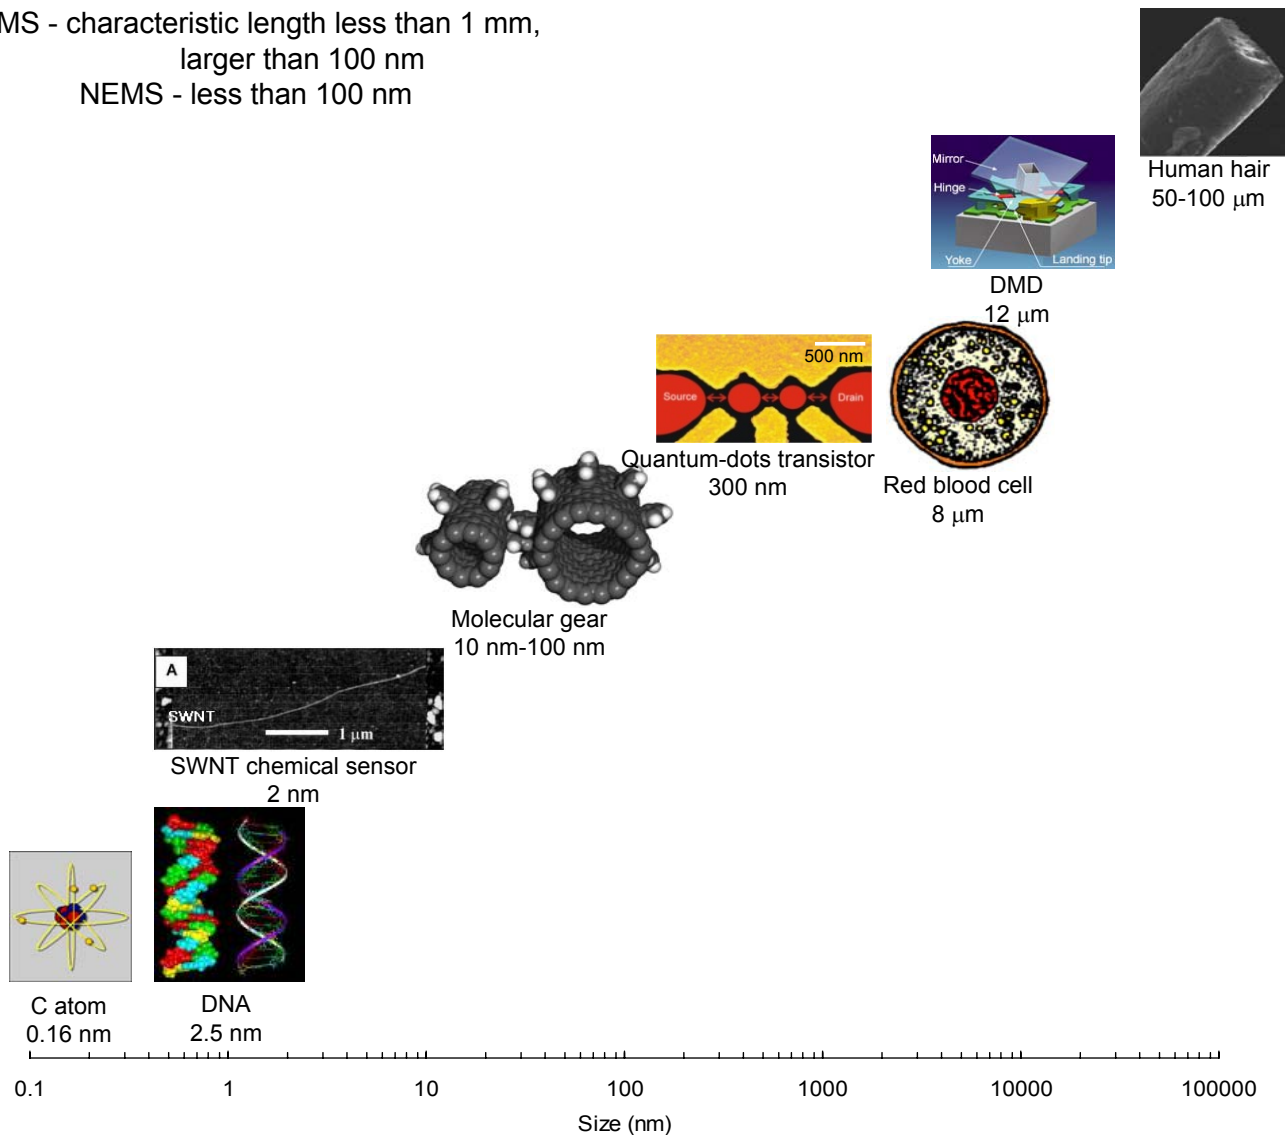 MS - characteristic length less than 1 mm,
larger than 100 nm
NEMS - less than 100 nm
Human hair
50-100 μm
Mirror
Hinge
Yoke
Landing tip
DMD
12 μm
500 nm
Source
Drain
Quantum-dots transistor
300 nm
Red blood cell
8 μm
Molecular gear
10 nm-100 nm
A
SWNT
1 μm
SWNT chemical sensor
2 nm
C atom
0.16 nm
DNA
2.5 nm
0.1 1 10 100 1000 10000 100000
Size (nm)